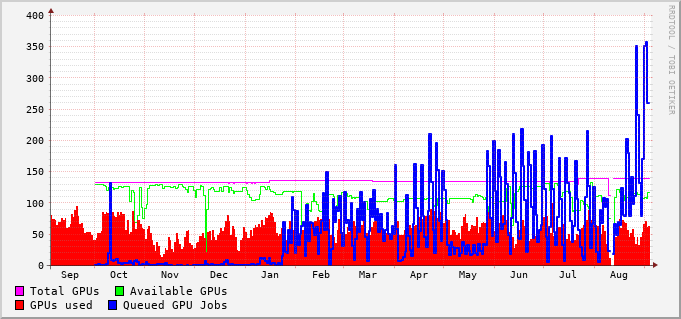 400
350
300
250
200
150
100
50
0
Sep Oct Nov Dec Jan Feb Mar Apr May Jun Jul Aug
Total GPUs Available GPUs
GPUs used Queued GPU Jobs
RRDTOOL / TOBI OETIKER